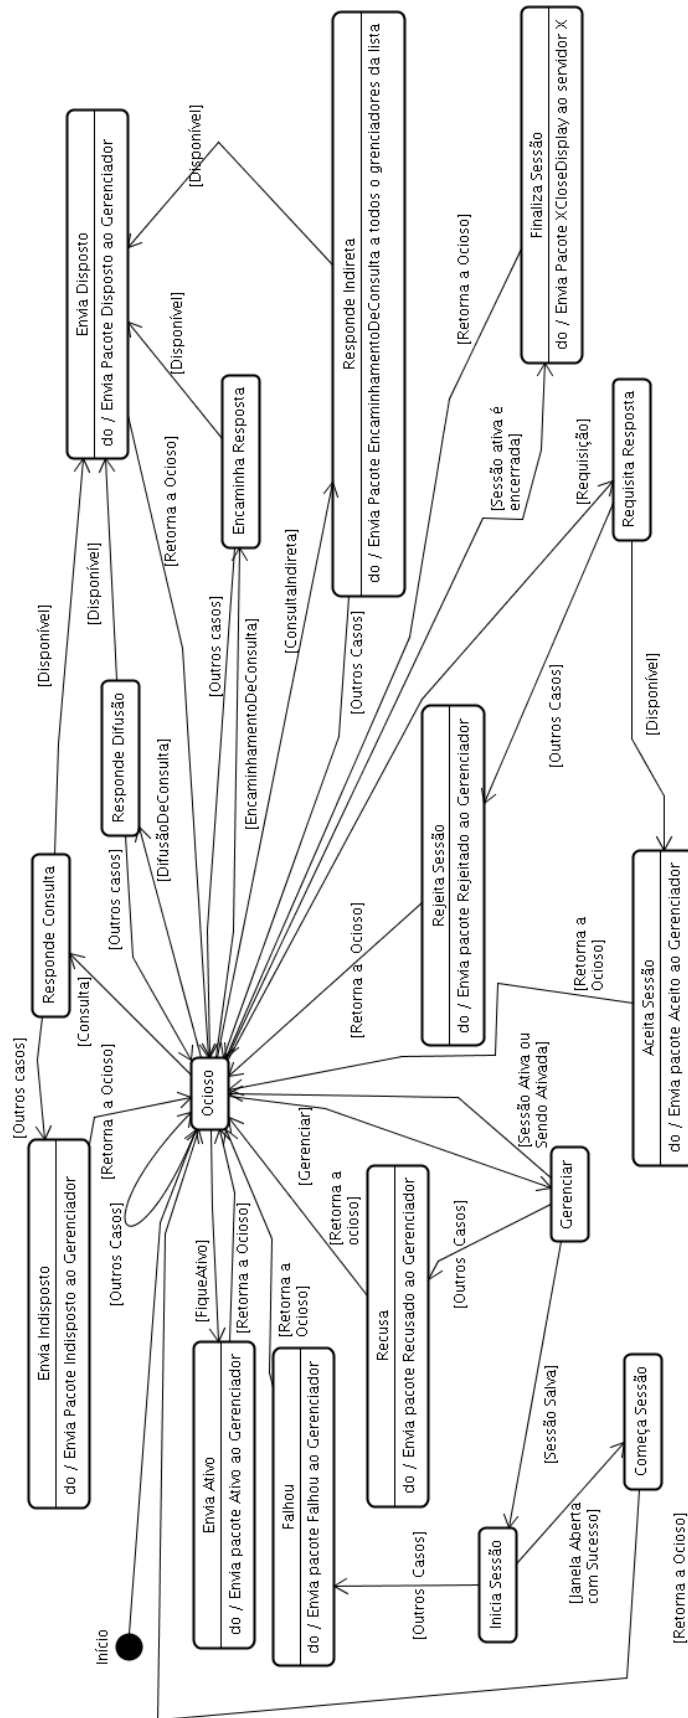 Início
Envia Indisposto
do / Envia Pacote Indisposto ao Gerenciador
[Outros casos]
Responde Consulta
[Disponível]
Envia Disposto
do / Envia Pacote Disposto ao Gerenciador
[Retorna a Ocioso]
[Consulta]
[Outros casos]
Responde Difusão
[DifusãoDeConsulta]
[Disponível]
[Retorna a Ocioso]
[Disponível]
[Disponível]
[Outros Casos]
Ocioso
[Outros casos]
Encaminha Resposta
[EncaminhamentoDeConsulta]
[FiqueAtivo]
Envia Ativo
do / Envia pacote Ativo ao Gerenciador
[Retorna a Ocioso]
[Retorna a
Ocioso]
Falhou
do / Envia pacote Falhou ao Gerenciador
[Gerenciar]
[ConsultaIndireta]
Responde Indireta
do / Envia Pacote EncaminhamentoDeConsulta a todos o grenciadores da lista
[Outros Casos]
[Retorna a
ocioso]
Recusa
do / Envia pacote Recusado ao Gerenciador
[Outros Casos]
[Retorna a Ocioso]
Rejeita Sessão
do / Envia pacote Rejeitado ao Gerenciador
[Retorna a Ocioso]
[Sessão ativa é
encerrada]
Finaliza Sessão
do / Envia Pacote XCloseDisplay ao servidor X
[Outros Casos]
Inicia Sessão
[Sessão Salva]
Gerenciar
[Sessão Ativa ou
Sendo Ativada]
[Outros Casos]
[Requisição]
Requisita Resposta
[Janela Aberta
com Sucesso]
Começa Sessão
[Retorna a
Ocioso]
[Disponível]
Aceita Sessão
do / Envia pacote Aceito ao Gerenciador
[Retorna a Ocioso]